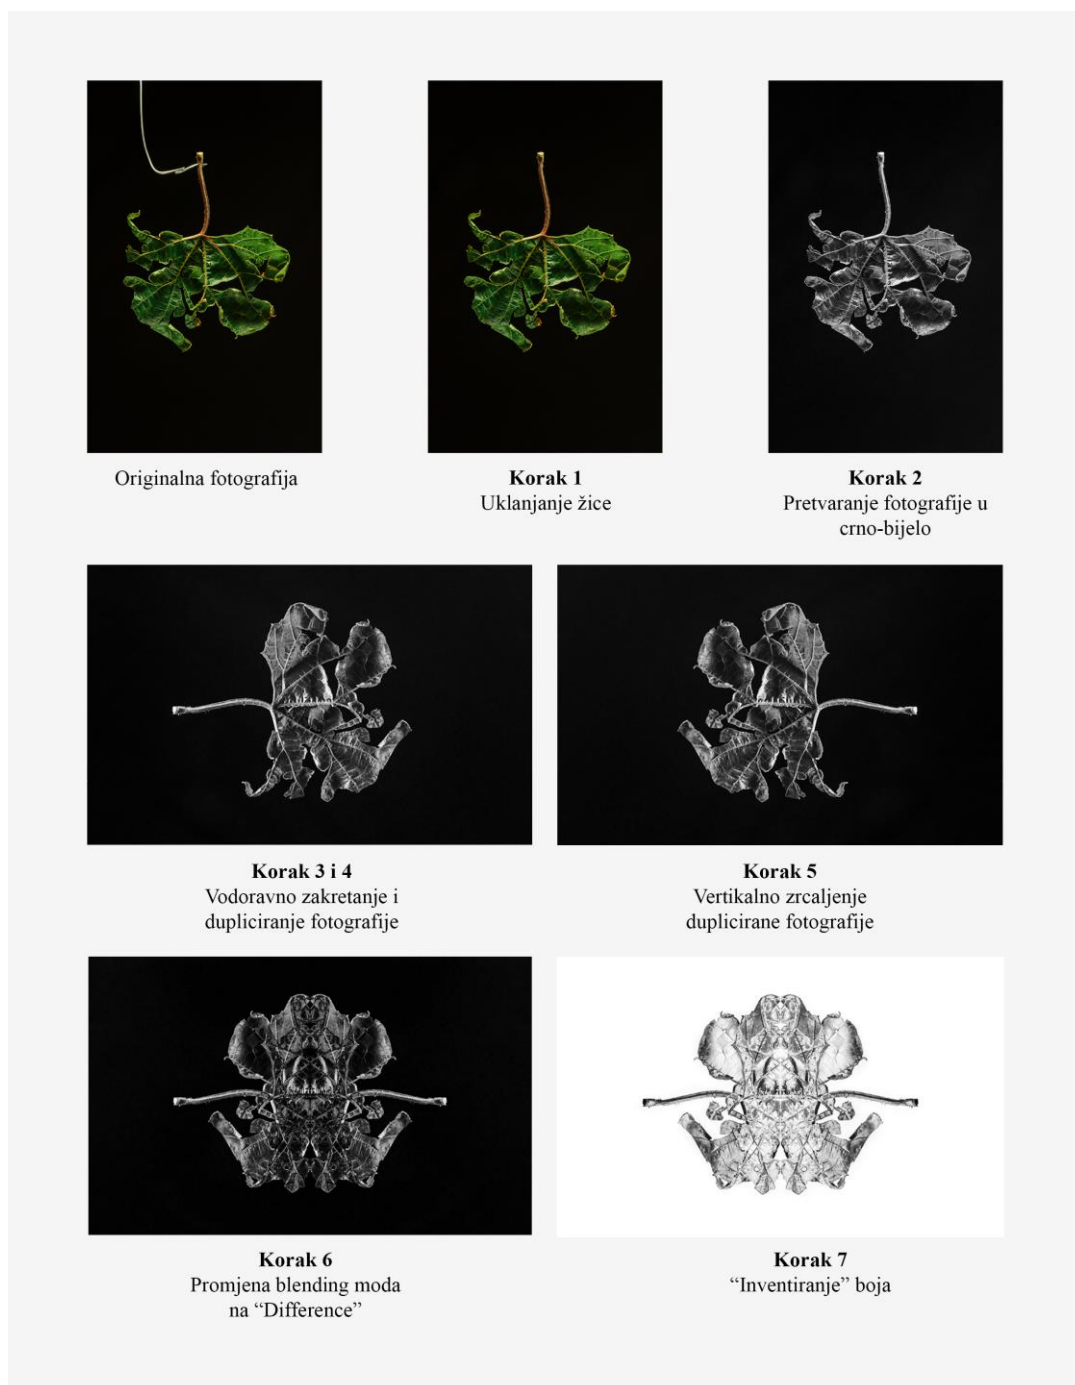 Originalna fotografija
Korak 1
Uklanjanje žice
Korak 2
Pretvaranje fotografije u
crno-bijelo
Korak 3 i 4
Vodoravno zakretanje i
dupliciranje fotografije
Korak 5
Vertikalno zrcaljenje
duplicirane fotografije
Korak 6
Promjena blending moda
na “Difference”
Korak 7
“Inventiranje” boja